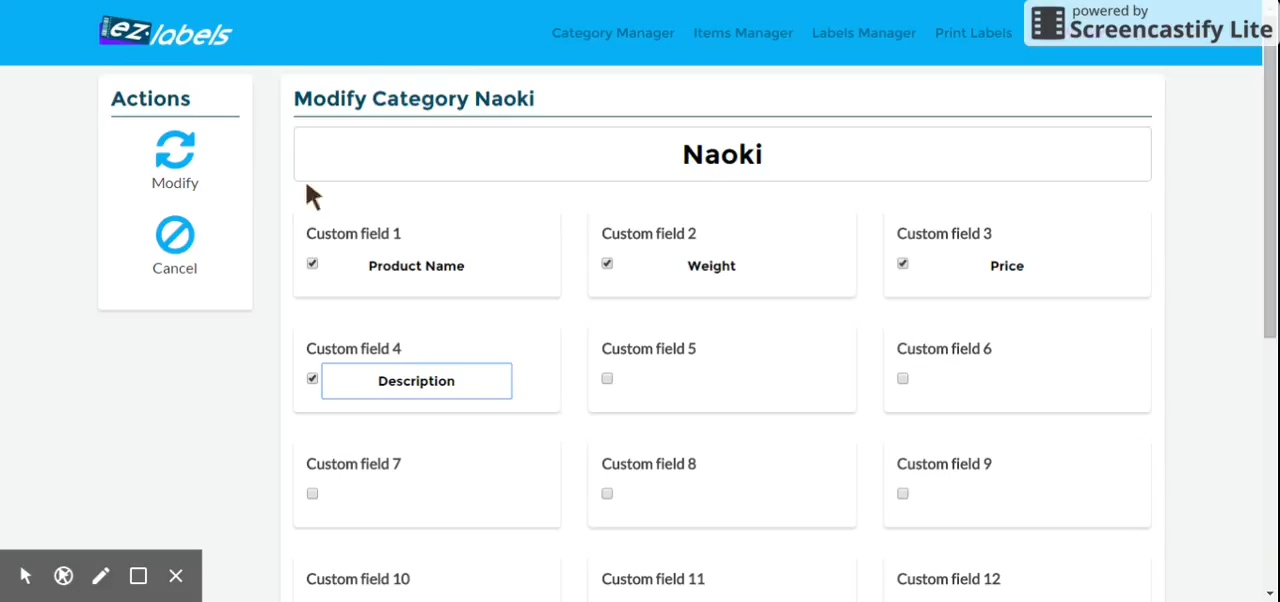 ez-labels
Category Manager Items Manager Labels Manager Print Labels
powered by
Screencastify Lite
Actions
Modify
Cancel
Modify Category Naoki
Naoki
Custom field 1
Product Name
Custom field 2
Weight
Custom field 3
Price
Custom field 4
Description
Custom field 5
Custom field 6
Custom field 7
Custom field 8
Custom field 9
Custom field 10
Custom field 11
Custom field 12